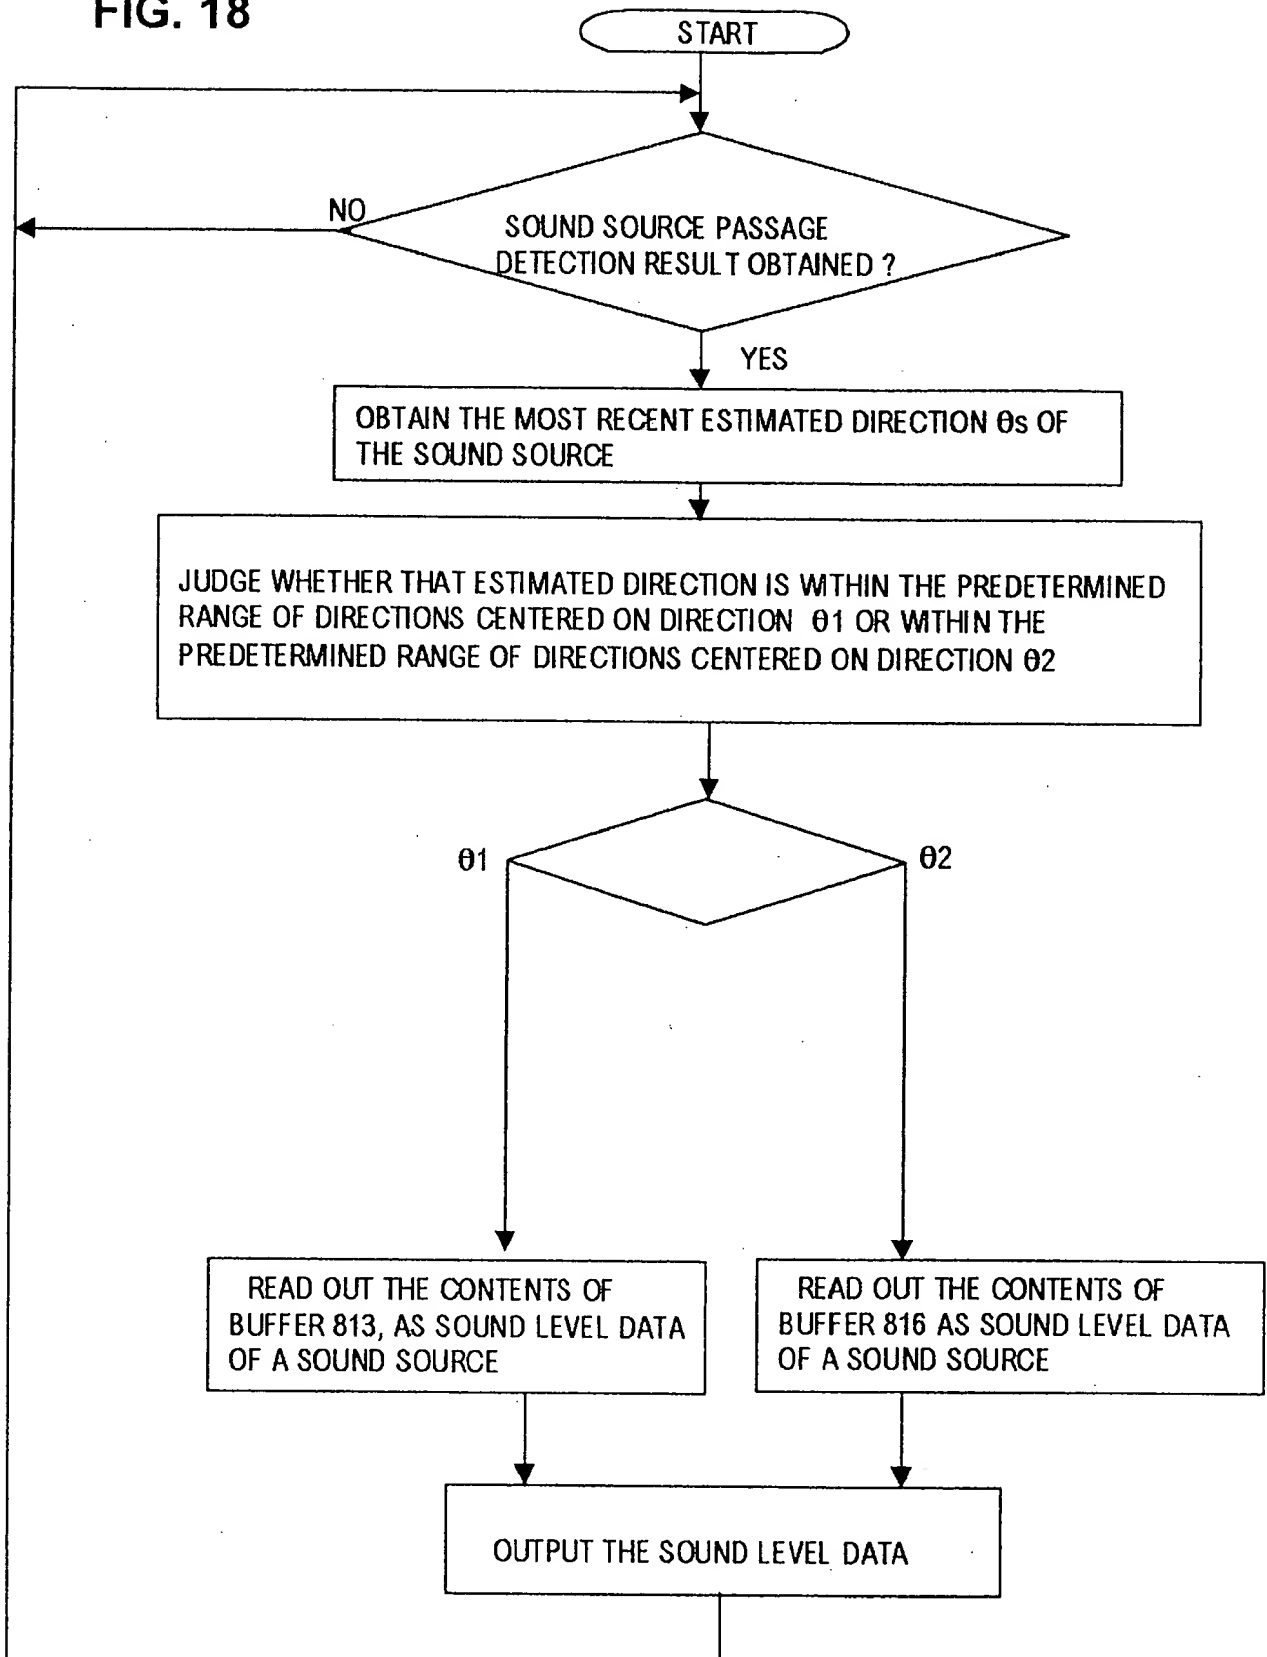 FIG. 18
START
NO
SOUND SOURCE PASSAGE
DETECTION RESULT OBTAINED ?
YES
OBTAIN THE MOST RECENT ESTIMATED DIRECTION θs OF
THE SOUND SOURCE
JUDGE WHETHER THAT ESTIMATED DIRECTION IS WITHIN THE PREDETERMINED
RANGE OF DIRECTIONS CENTERED ON DIRECTION θ1 OR WITHIN THE
PREDETERMINED RANGE OF DIRECTIONS CENTERED ON DIRECTION θ2
θ1
θ2
READ OUT THE CONTENTS OF
BUFFER 813, AS SOUND LEVEL DATA
OF A SOUND SOURCE
READ OUT THE CONTENTS OF
BUFFER 816 AS SOUND LEVEL DATA
OF A SOUND SOURCE
OUTPUT THE SOUND LEVEL DATA